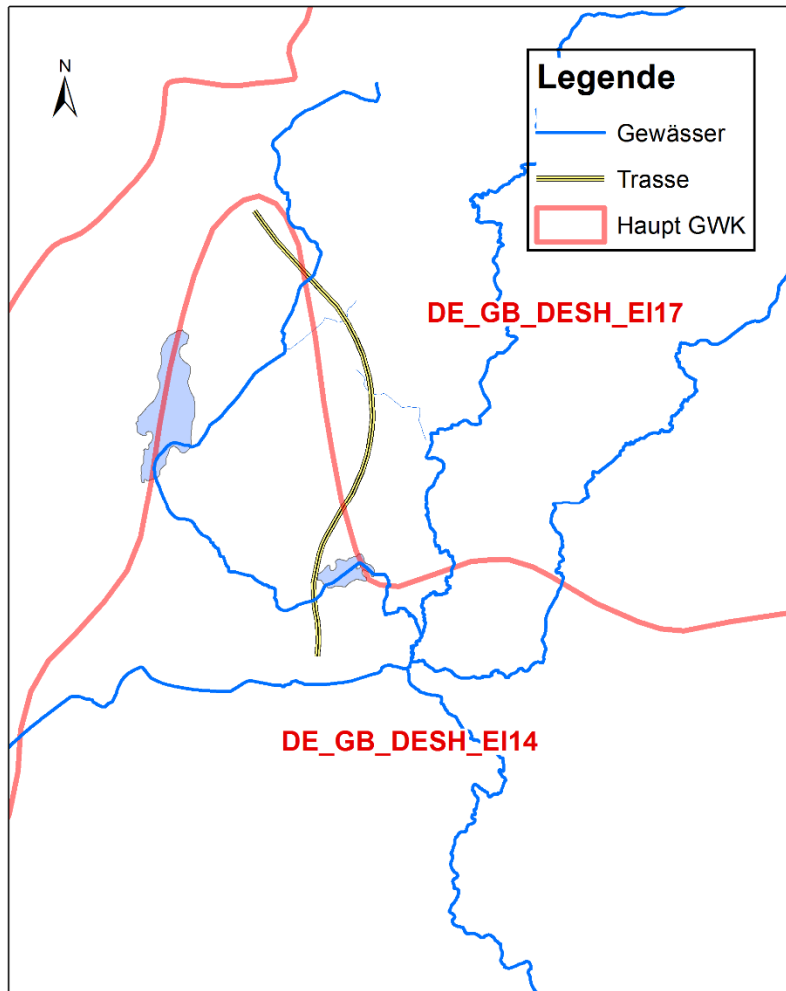 N
Legende
Gewässer
Trasse
Haupt GWK
DE_GB_DESH_EI17
DE_GB_DESH_EI14